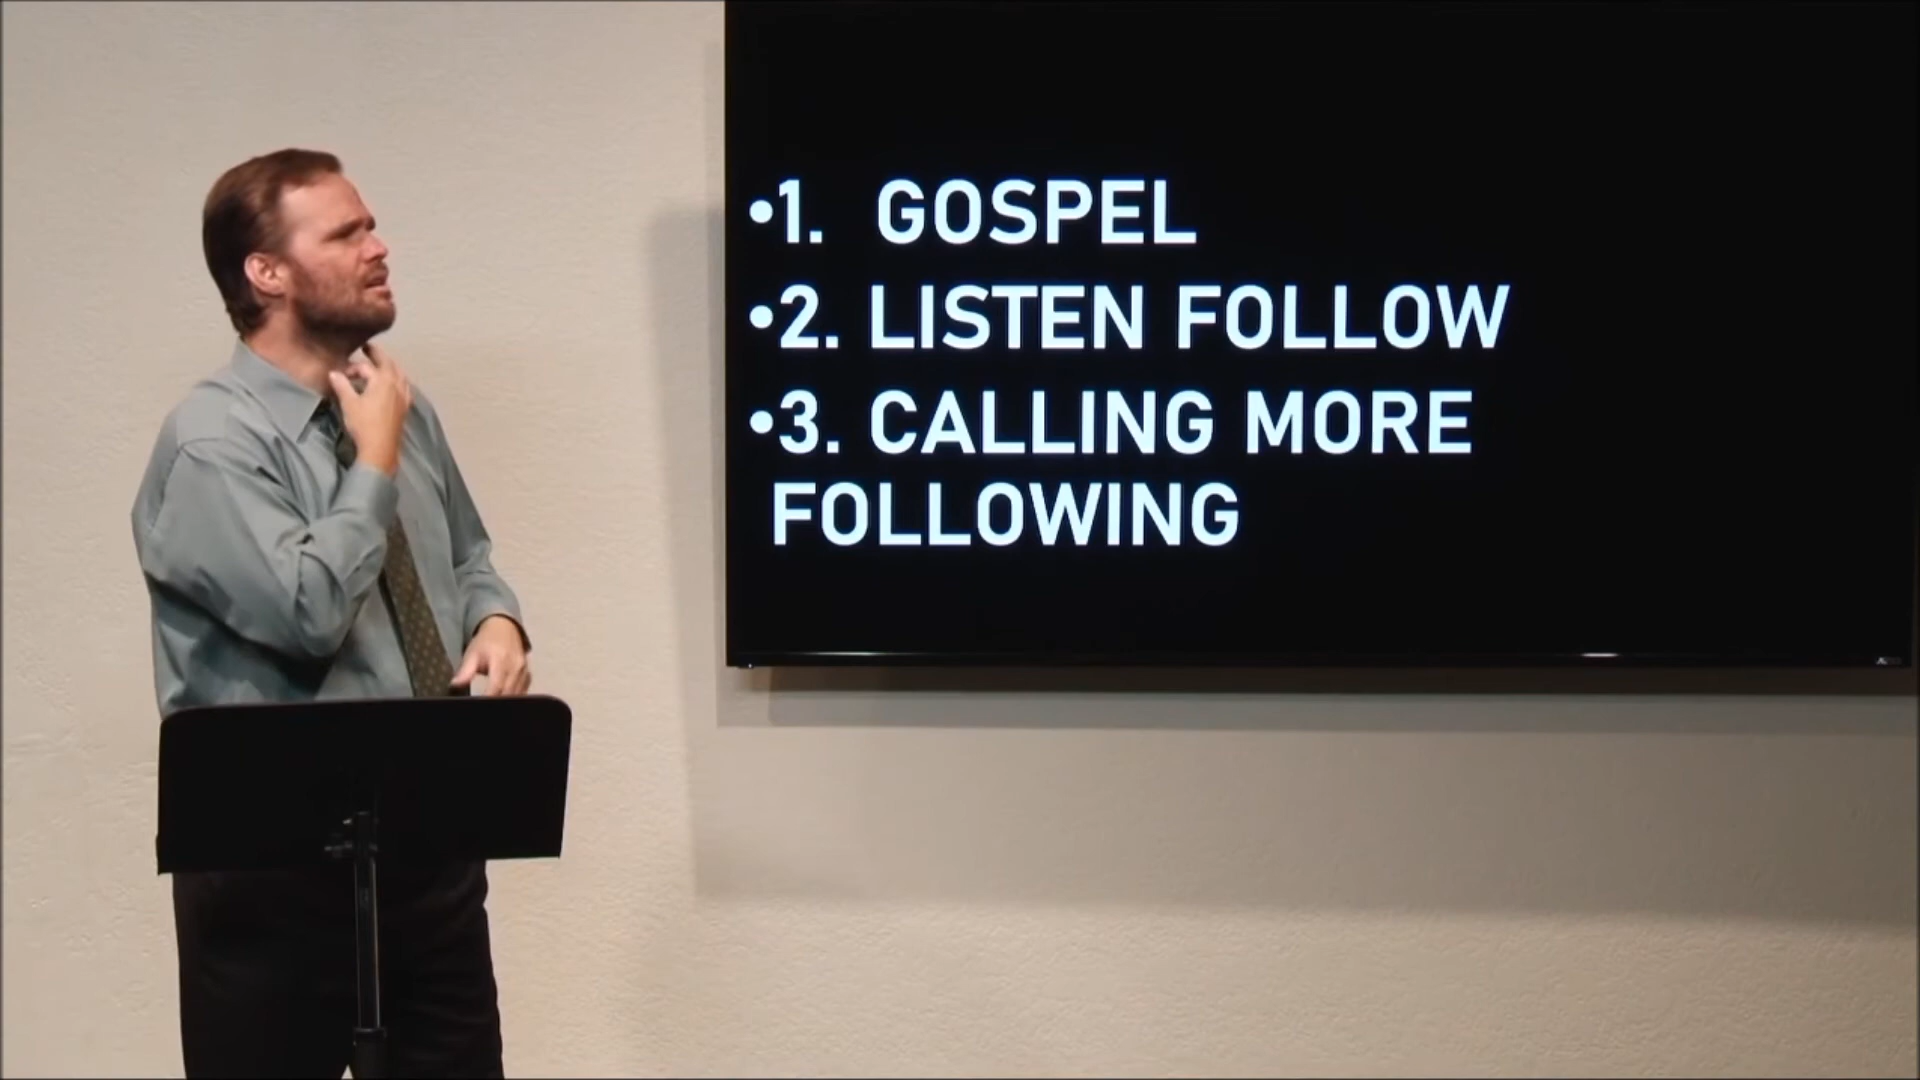 •1. GOSPEL
•2. LISTEN FOLLOW
•3. CALLING MORE
FOLLOWING